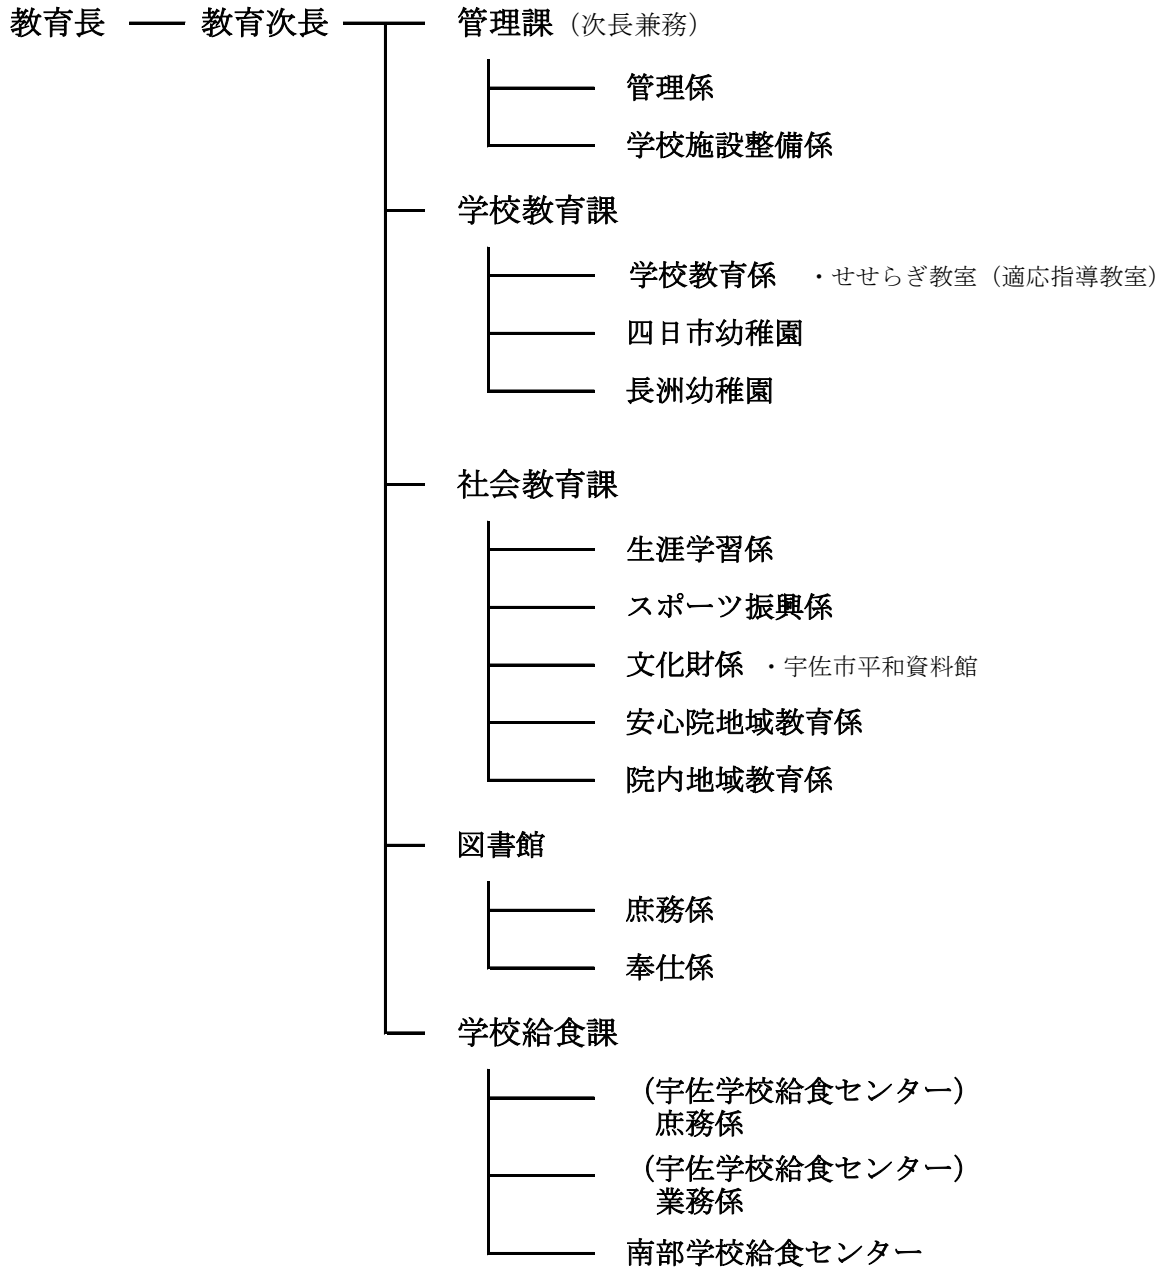 教育長 教育次長 管理課（次長兼務）
管理係
学校施設整備係
学校教育課
学校教育係 ・せせらぎ教室（適応指導教室）
四日市幼稚園
長洲幼稚園
社会教育課
生涯学習係
スポーツ振興係
文化財係 ・宇佐市平和資料館
安心院地域教育係
院内地域教育係
図書館
庶務係
奉仕係
学校給食課
（宇佐学校給食センター）
庶務係
（宇佐学校給食センター）
業務係
南部学校給食センター